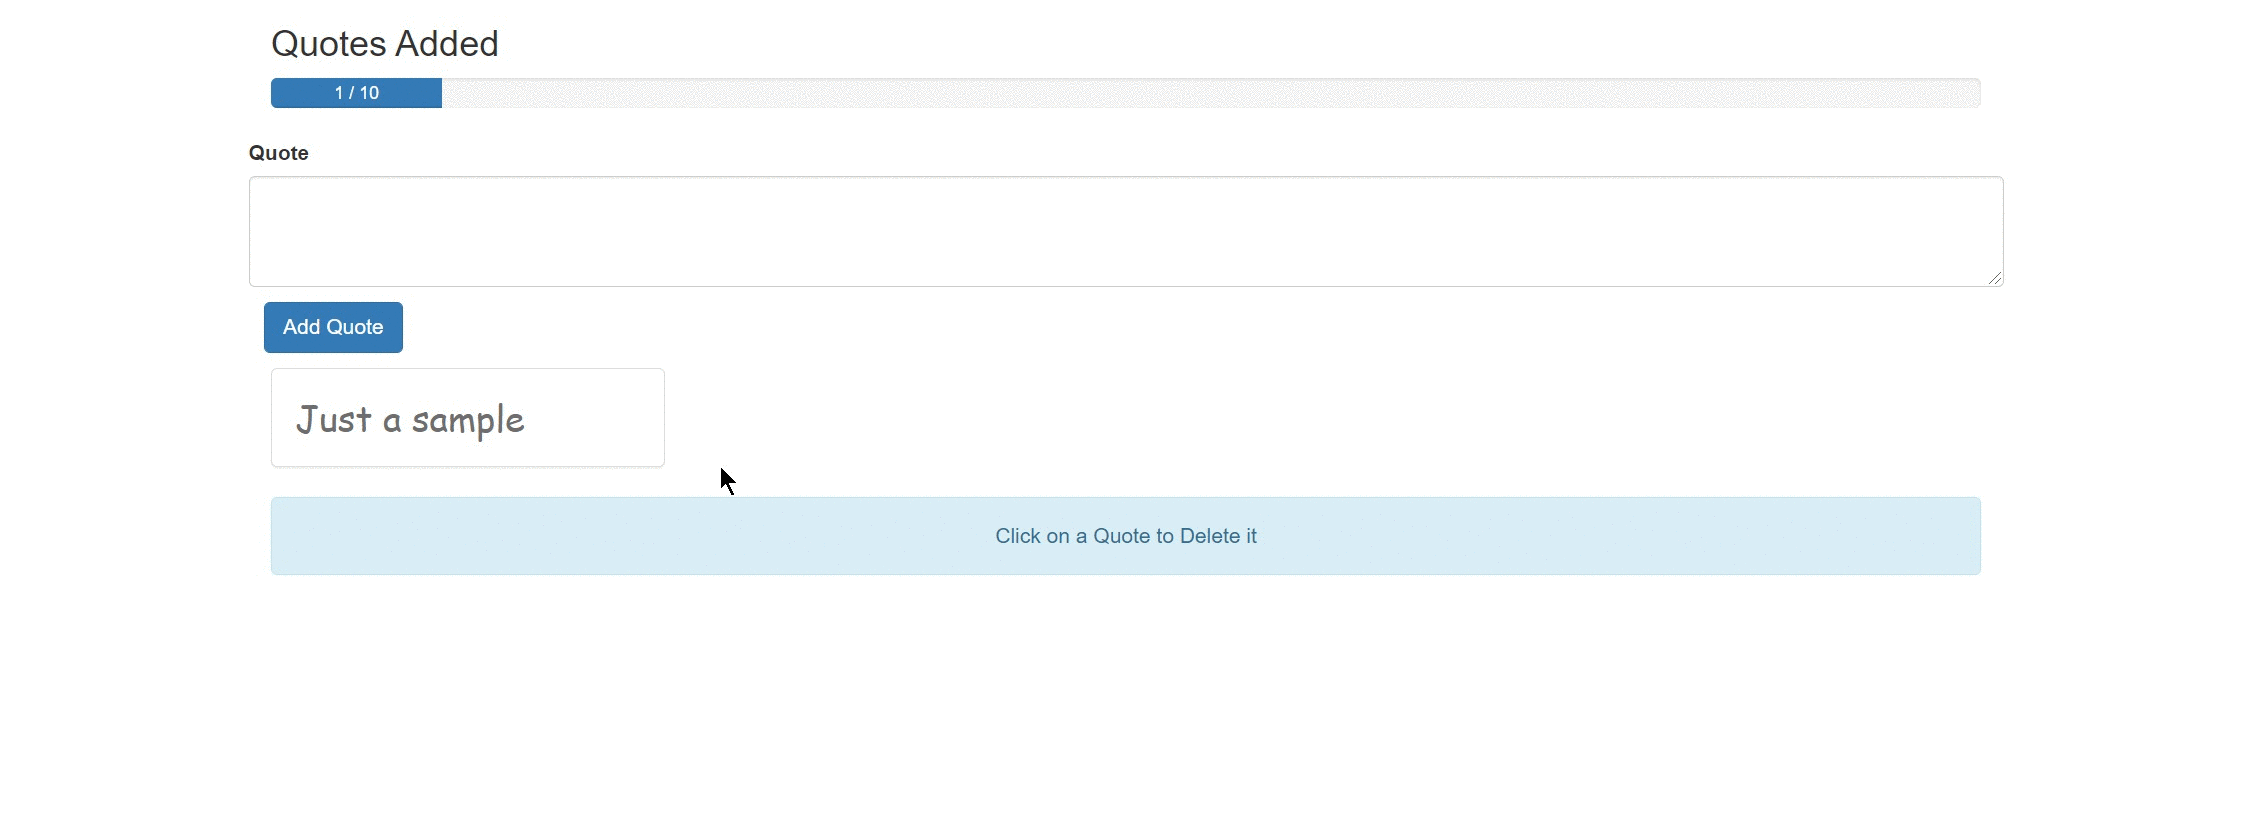 Quotes Added
1 / 10
Quote
Add Quote
Just a sample
Click on a Quote to Delete it